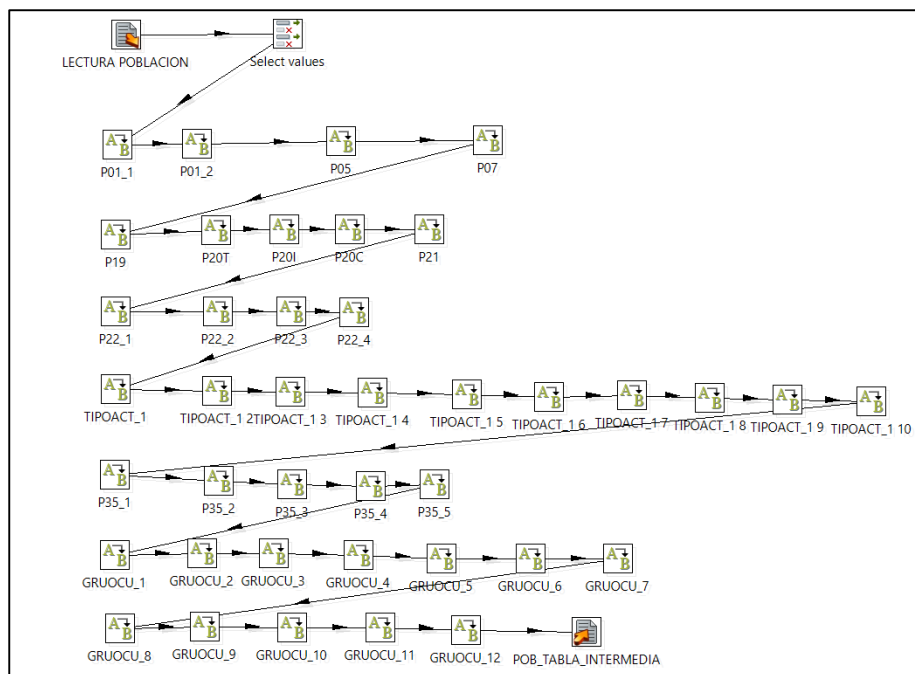 LECTURA POBLACION
Select values
P01_1
P01_2
P05
P07
P19
P20T
P20I
P20C
P21
P22_1
P22_2
P22_3
P22_4
TIPOACT_1
TIPOACT_1 2
TIPOACT_1 3
TIPOACT_1 4
TIPOACT_1 5
TIPOACT_1 6
TIPOACT_1 7
TIPOACT_1 8
TIPOACT_1 9
TIPOACT_1 10
P35_1
P35_2
P35_3
P35_4
P35_5
GRUOCU_1
GRUOCU_2
GRUOCU_3
GRUOCU_4
GRUOCU_5
GRUOCU_6
GRUOCU_7
GRUOCU_8
GRUOCU_9
GRUOCU_10
GRUOCU_11
GRUOCU_12
POB_TABLA_INTERMEDIA